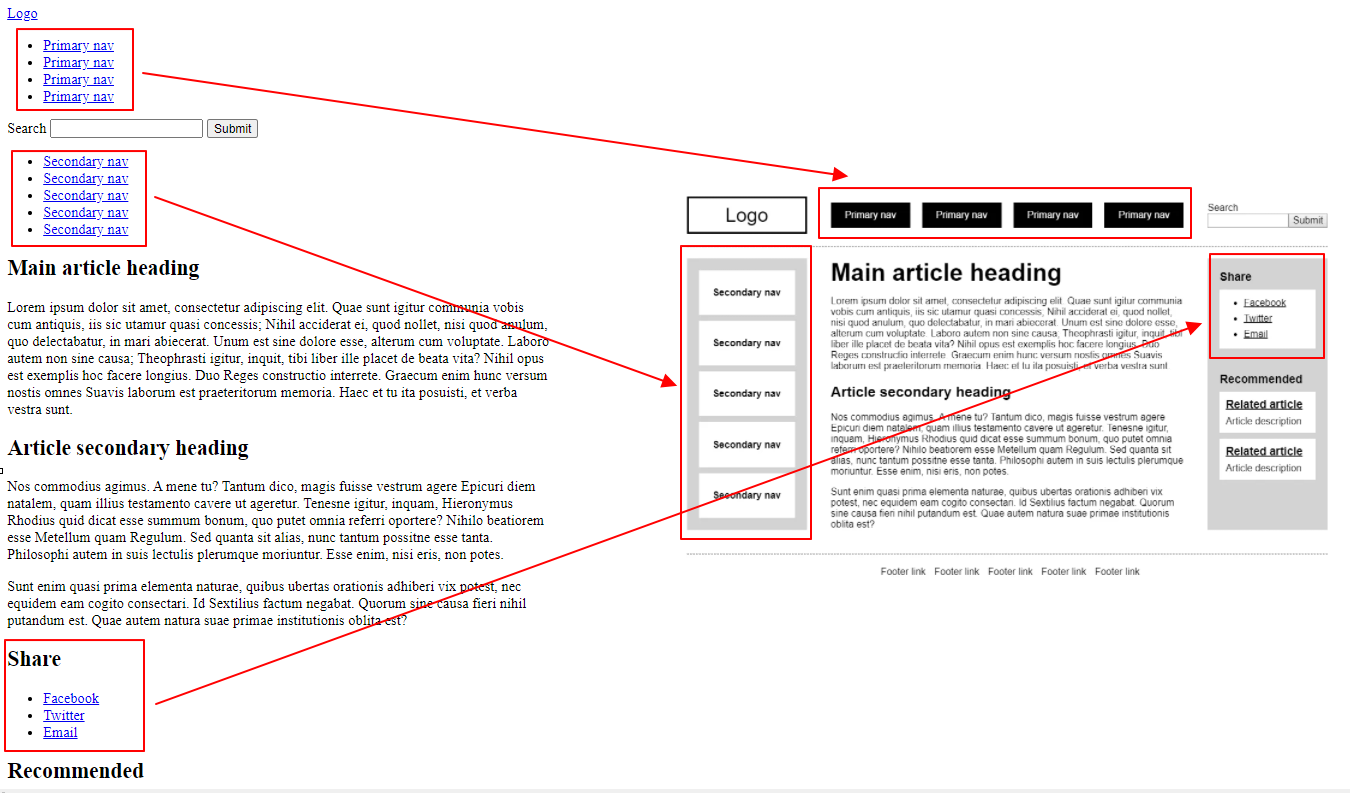 Logo
Primary nav
Primary nav
Primary nav
Primary nav
Search Submit
Secondary nav
Secondary nav
Secondary nav
Secondary nav
Secondary nav
Main article heading
Lorem ipsum dolor sit amet, consectetur adipiscing elit. Quae sunt igitur communia vobis
cum antiquis, iis sic utamur quasi concessis; Nihil acciderat ei, quod nollet, nisi quod anulum,
quo delectabatur, in mari abiecerat. Unum est sine dolore esse, alterum cum voluptate. Laboro
autem non sine causa; Theophrasti igitur, inquit, tibi liber ille placet de beata vita? Nihil opus
est exemplis hoc facere longius. Duo Reges constructio interrete. Graecum enim hunc versum
nostis omnes Suavis laborum est praeteritorum memoria. Haec et tu ita posuisti, et verba
vestra sunt.
Article secondary heading
Nos commodius agimus. A mene tu? Tantum dico, magis fuisse vestrum agere Epicuri diem
natalem, quam illius testamento cavere ut ageretur. Tenesne igitur, inquam, Hieronymus
Rhodius quid dicat esse summum bonum, quo putet omnia referri oportere? Nihilo beatiorem
esse Metellum quam Regulum. Sed quanta sit alias, nunc tantum possitne esse tanta.
Philosophi autem in suis lectulis plerumque moriuntur. Esse enim, nisi eris, non potes.
Sunt enim quasi prima elementa naturae, quibus ubertas orationis adhiberi vix potest, nec
equidem eam cogito consectari. Id Sextilius factum negabat. Quorum sine causa fieri nihil
putandum est. Quae autem natura suae primae institutionis oblita est?
Share
Facebook
Twitter
Email
Recommended
Logo
Primary nav Primary nav Primary nav Primary nav
Search
Submit
Secondary nav
Secondary nav
Secondary nav
Secondary nav
Secondary nav
Main article heading
Lorem ipsum dolor sit amet, consectetur adipiscing elit. Quae sunt igitur communia
vobis cum antiquis, iis sic utamur quasi concessis, Nihil acciderat ei, quod nollet,
nisi quod anulum, quo delectabatur, in mari abiecerat. Unum est sine dolore esse,
alterum cum voluptate. Laboro autem non sine causa; Theophrasti igitur, inquit, tibi
liber ille placet de beata vita? Nihil opus est exemplis hoc facere longius. Duo
Reges constructio interrete. Graecum enim hunc versum nostis omnes Suavis
laborum est praeteritorum memoria. Haec et tu ita posuisti, et verba vestra sunt.
Article secondary heading
Nos commodius agimus. A mene tu? Tantum dico, magis fuisse vestrum agere
Epicuri diem natalem, quam illius testamento cavere ut ageretur. Tenesne igitur,
inquam, Hieronymus Rhodius quid dicat esse summum bonum, quo putet omnia
referri oportere? Nihilo beatiorem esse Metellum quam Regulum. Sed quanta sit
alias, nunc tantum possitne esse tanta. Philosophi autem in suis lectulis plerumque
moriuntur. Esse enim, nisi eris, non potes.
Sunt enim quasi prima elementa naturae, quibus ubertas orationis adhiberi vix
potest, nec equidem eam cogito consectari. Id Sextilius factum negabat. Quorum
sine causa fieri nihil putandum est. Quae autem natura suae primae institutionis
oblita est?
Share
Facebook
Twitter
Email
Recommended
Related article
Article description
Related article
Article description
Footer link Footer link Footer link Footer link Footer link